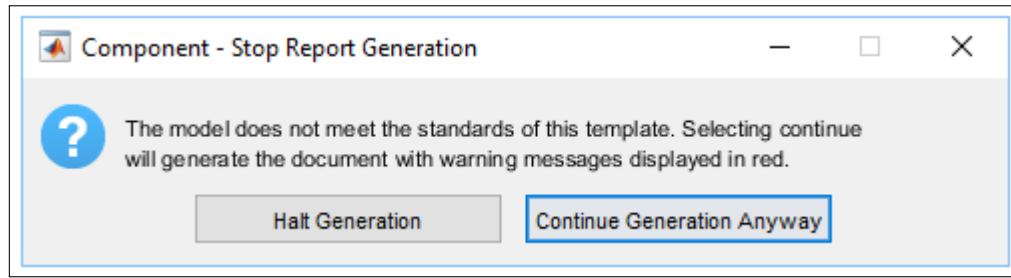 Component - Stop Report Generation
?
The model does not meet the standards of this template. Selecting continue
will generate the document with warning messages displayed in red.
Halt Generation
Continue Generation Anyway